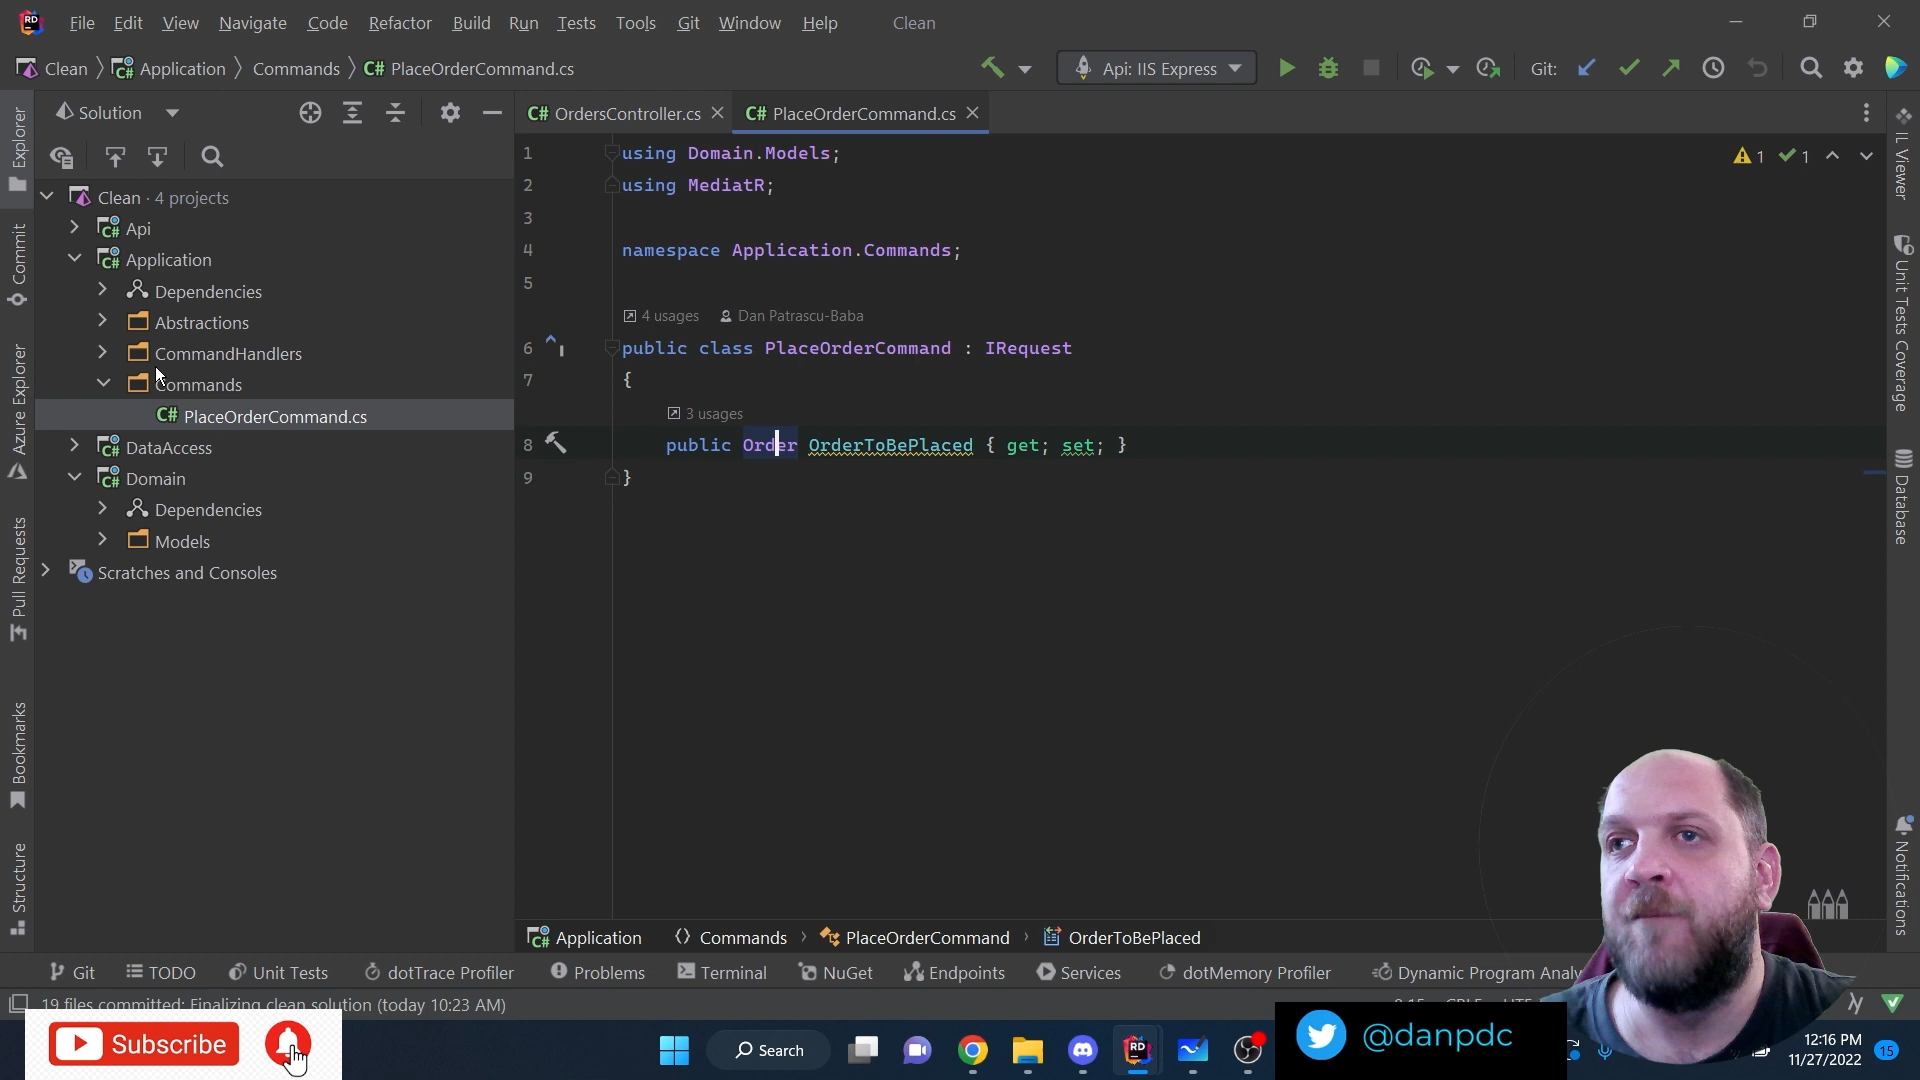 File Edit View Navigate Code Refactor Build Run Tests Tools Git Window Help Clean
Clean Application Commands C# PlaceOrderCommand.cs
Api: IIS Express
Git:
Solution
C# OrdersController.cs
C# PlaceOrderCommand.cs
Explorer
Commit
Azure Explorer
Pull Requests
Bookmarks
Structure
Clean · 4 projects
Api
Application
Dependencies
Abstractions
CommandHandlers
Commands
C# PlaceOrderCommand.cs
DataAccess
Domain
Dependencies
Models
Scratches and Consoles
1 using Domain.Models;
2 using MediatR;
3
4 namespace Application.Commands;
5
4 usages Dan Patrascu-Baba
6 public class PlaceOrderCommand : IRequest
7 {
3 usages
8 public Order OrderToBePlaced { get; set; }
9 }
1 1
IL Viewer
Unit Tests Coverage
Database
Notifications
Application Commands PlaceOrderCommand OrderToBePlaced
Git TODO Unit Tests dotTrace Profiler Problems Terminal NuGet Endpoints Services dotMemory Profiler Dynamic Program
19 files committed: Finalizing clean solution (today 10:23 AM)
Subscribe
Search
@danpdc
12:16 PM
11/27/2022
15